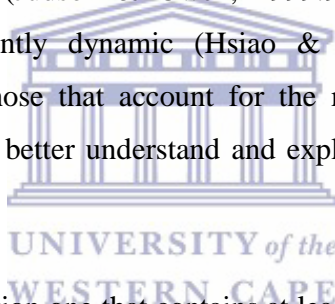 ntly dynamic (Hsiao &
hose that account for the
better understand and expl
UNIVERSITY of the
WESTERN CAPE
ion one that contains at leas